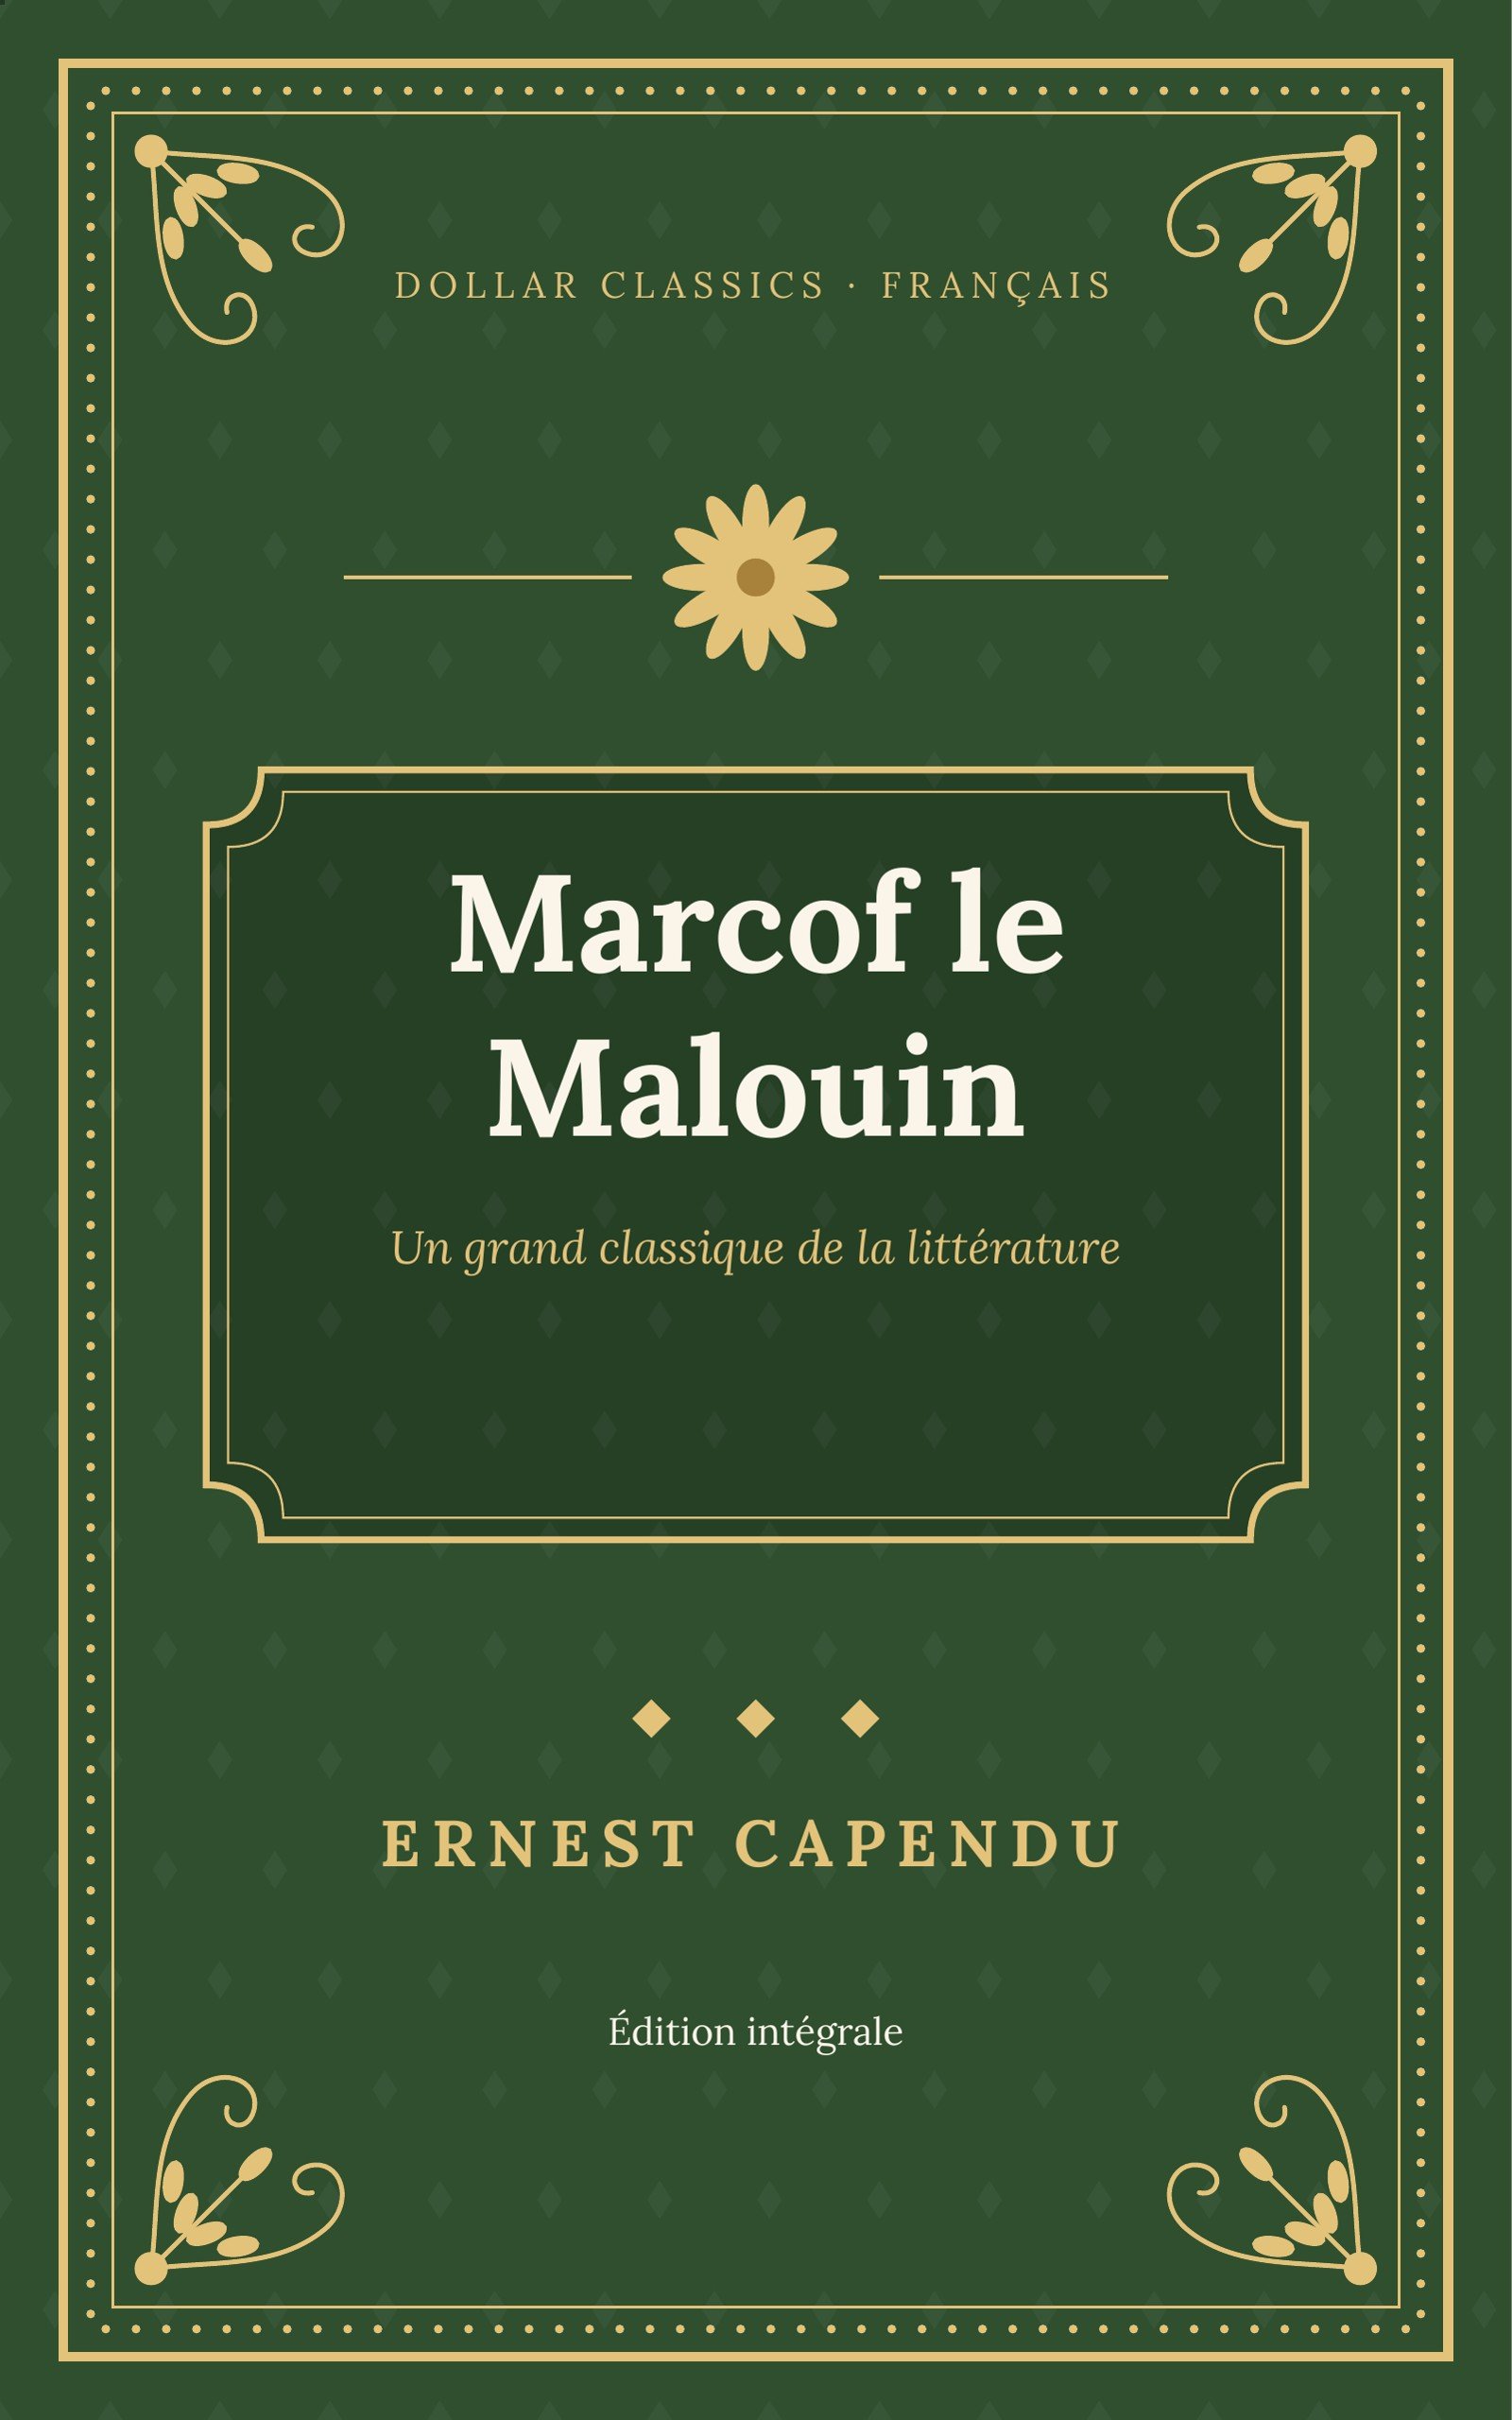 DOLLAR CLASSICS · FRANÇAIS
Marcof le
Malouin
Un grand classique de la littérature
ERNEST CAPENDU
Édition intégrale